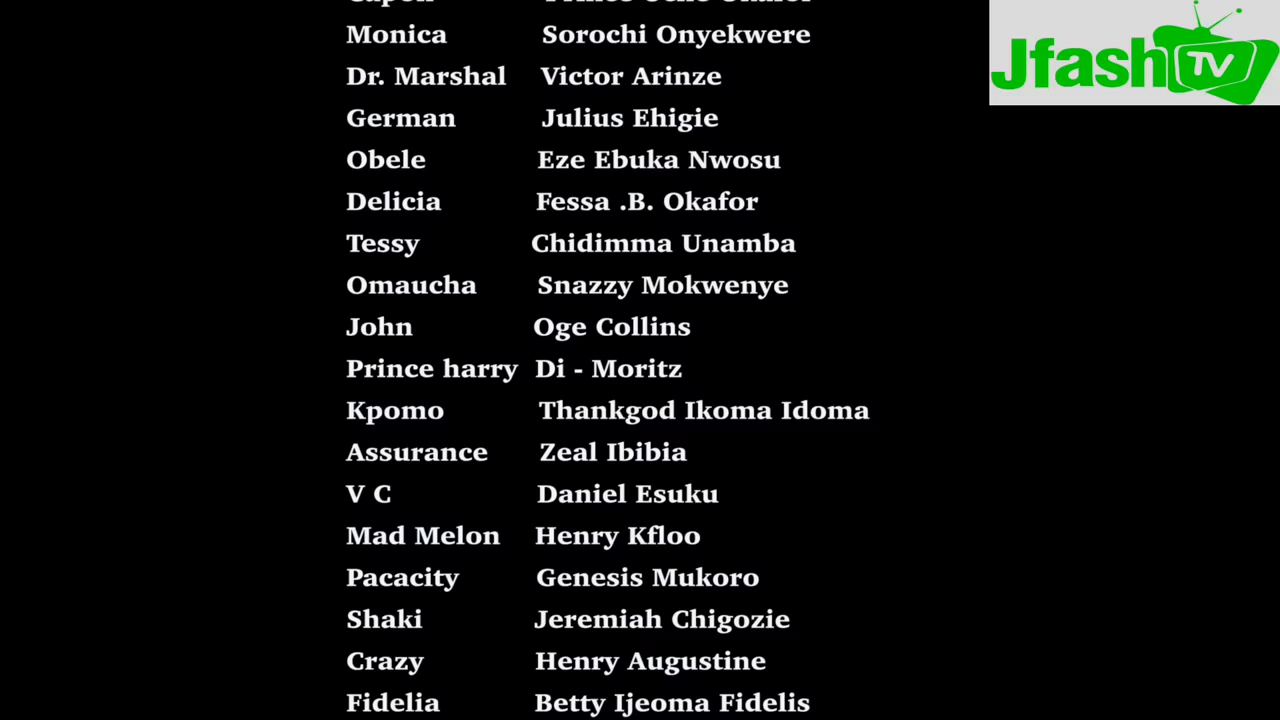 Monica Sorochi Onyekwere
Dr. Marshal Victor Arinze
German Julius Ehigie
Obele Eze Ebuka Nwosu
Delicia Fessa .B. Okafor
Tessy Chidimma Unamba
Omaucha Snazzy Mokwenye
John Oge Collins
Prince harry Di - Moritz
Kpomo Thankgod Ikoma Idoma
Assurance Zeal Ibibia
V C Daniel Esuku
Mad Melon Henry Kfloo
Pacacity Genesis Mukoro
Shaki Jeremiah Chigozie
Crazy Henry Augustine
Fidelia Betty Ijeoma Fidelis
Jfash TV